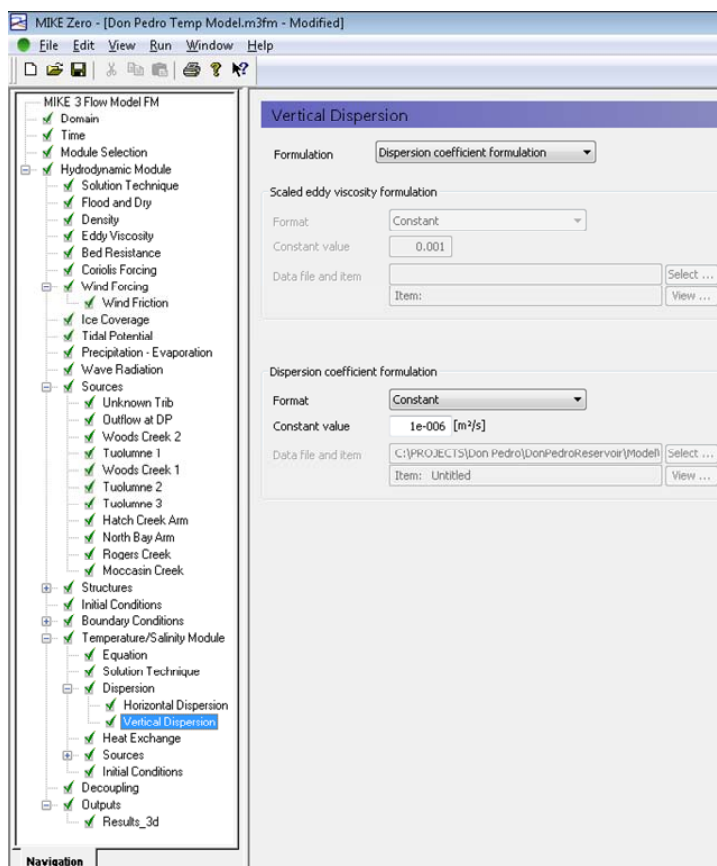 MIKE Zero - [Don Pedro Temp Model.m3fm - Modified]
File Edit View Run Window Help
MIKE 3 Flow Model FM
Domain
Time
Module Selection
Hydrodynamic Module
Solution Technique
Flood and Dry
Density
Eddy Viscosity
Bed Resistance
Coriolis Forcing
Wind Forcing
Wind Friction
Ice Coverage
Tidal Potential
Precipitation - Evaporation
Wave Radiation
Sources
Unknown Trib
Outflow at DP
Woods Creek 2
Tuolumne 1
Woods Creek 1
Tuolumne 2
Tuolumne 3
Hatch Creek Arm
North Bay Arm
Rogers Creek
Moccasin Creek
Structures
Initial Conditions
Boundary Conditions
Temperature/Salinity Module
Equation
Solution Technique
Dispersion
Horizontal Dispersion
Vertical Dispersion
Heat Exchange
Sources
Initial Conditions
Decoupling
Outputs
Results_3d
Navigation
Vertical Dispersion
Formulation Dispersion coefficient formulation
Scaled eddy viscosity formulation
Format Constant
Constant value 0.001
Data file and item Select ...
Item: View ...
Dispersion coefficient formulation
Format Constant
Constant value 1e-006 [m²/s]
Data file and item C:\PROJECTS\Don Pedro\DonPedroReservoir\Model\ Select ...
Item: Untitled View ...